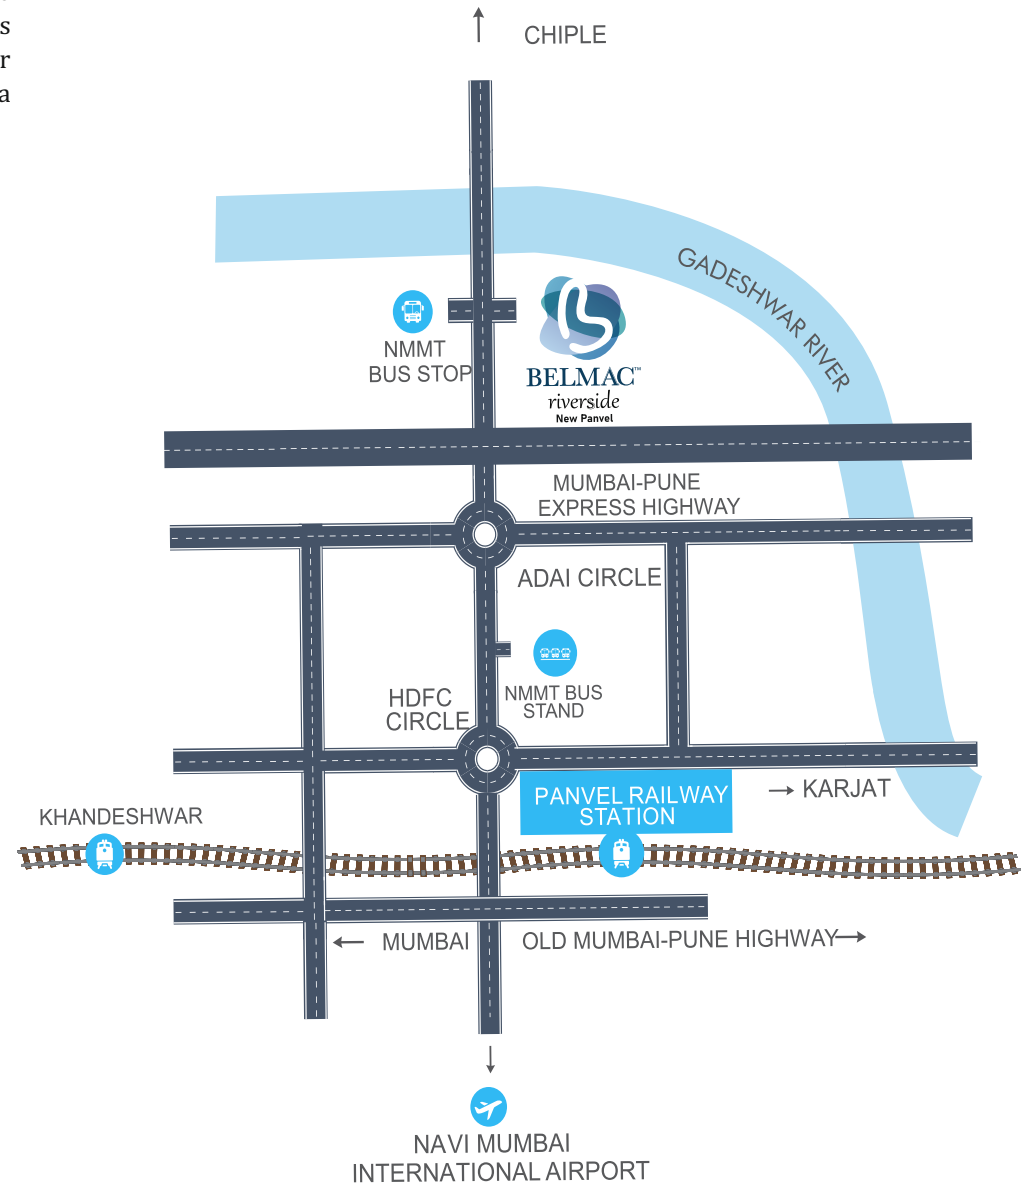 s
r
a
CHIPLE
GADESHWAR RIVER
NMMT
BUS STOP
BELMAC™
riverside
New Panvel
MUMBAI-PUNE
EXPRESS HIGHWAY
ADAI CIRCLE
HDFC
CIRCLE
NMMT BUS
STAND
PANVEL RAILWAY
STATION
KARJAT
KHANDESHWAR
MUMBAI
OLD MUMBAI-PUNE HIGHWAY
NAVI MUMBAI
INTERNATIONAL AIRPORT